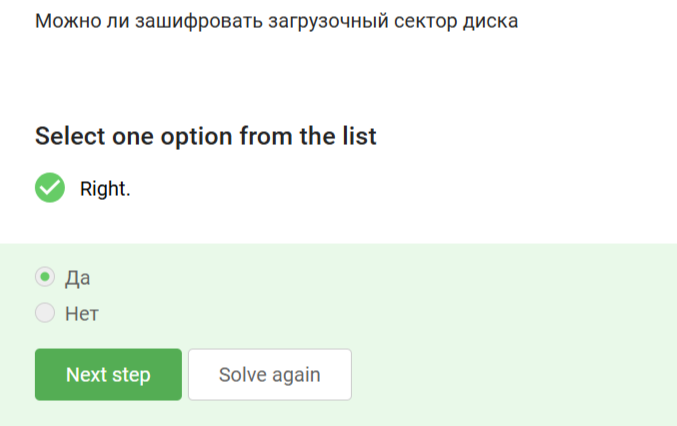 Можно ли зашифровать загрузочный сектор диска
Select one option from the list
Right.
Да
Нет
Next step
Solve again